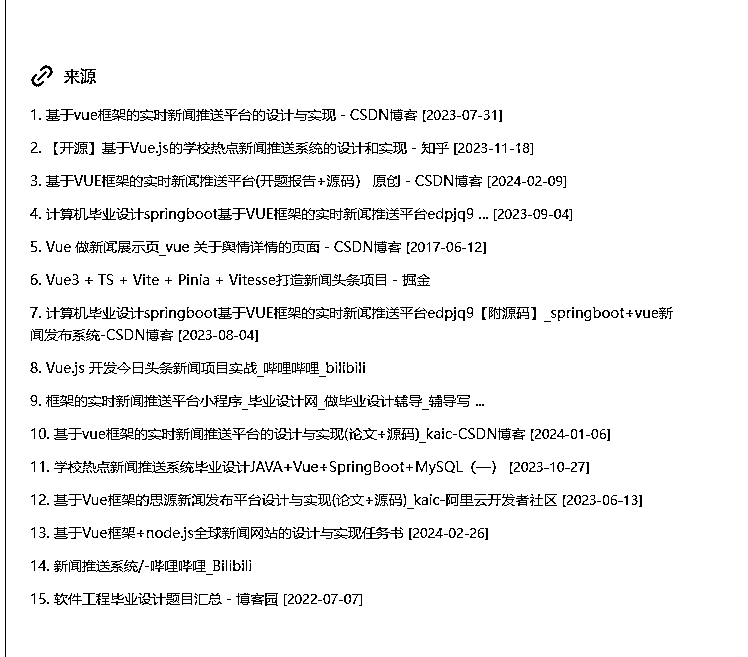 来源
1. 基于vue框架的实时新闻推送平台的设计与实现 - CSDN博客 [2023-07-31]
2. 【开源】基于Vue.js的学校热点新闻推送系统的设计和实现 - 知乎 [2023-11-18]
3. 基于VUE框架的实时新闻推送平台(开题报告+源码） 原创 - CSDN博客 [2024-02-09]
4. 计算机毕业设计springboot基于VUE框架的实时新闻推送平台edpjq9 ... [2023-09-04]
5. Vue 做新闻展示页_vue 关于舆情详情的页面 - CSDN博客 [2017-06-12]
6. Vue3 + TS + Vite + Pinia + Vitesse打造新闻头条项目 - 掘金
7. 计算机毕业设计springboot基于VUE框架的实时新闻推送平台edpjq9【附源码】_springboot+vue新
闻发布系统-CSDN博客 [2023-08-04]
8. Vue.js 开发今日头条新闻项目实战_哔哩哔哩_bilibili
9. 框架的实时新闻推送平台小程序_毕业设计网_做毕业设计辅导_辅导写 ...
10. 基于vue框架的实时新闻推送平台的设计与实现(论文+源码)_kaic-CSDN博客 [2024-01-06]
11. 学校热点新闻推送系统毕业设计JAVA+Vue+SpringBoot+MySQL（一） [2023-10-27]
12. 基于Vue框架的思源新闻发布平台设计与实现(论文+源码)_kaic-阿里云开发者社区 [2023-06-13]
13. 基于Vue框架+node.js全球新闻网站的设计与实现任务书 [2024-02-26]
14. 新闻推送系统/-哔哩哔哩_Bilibili
15. 软件工程毕业设计题目汇总 - 博客园 [2022-07-07]